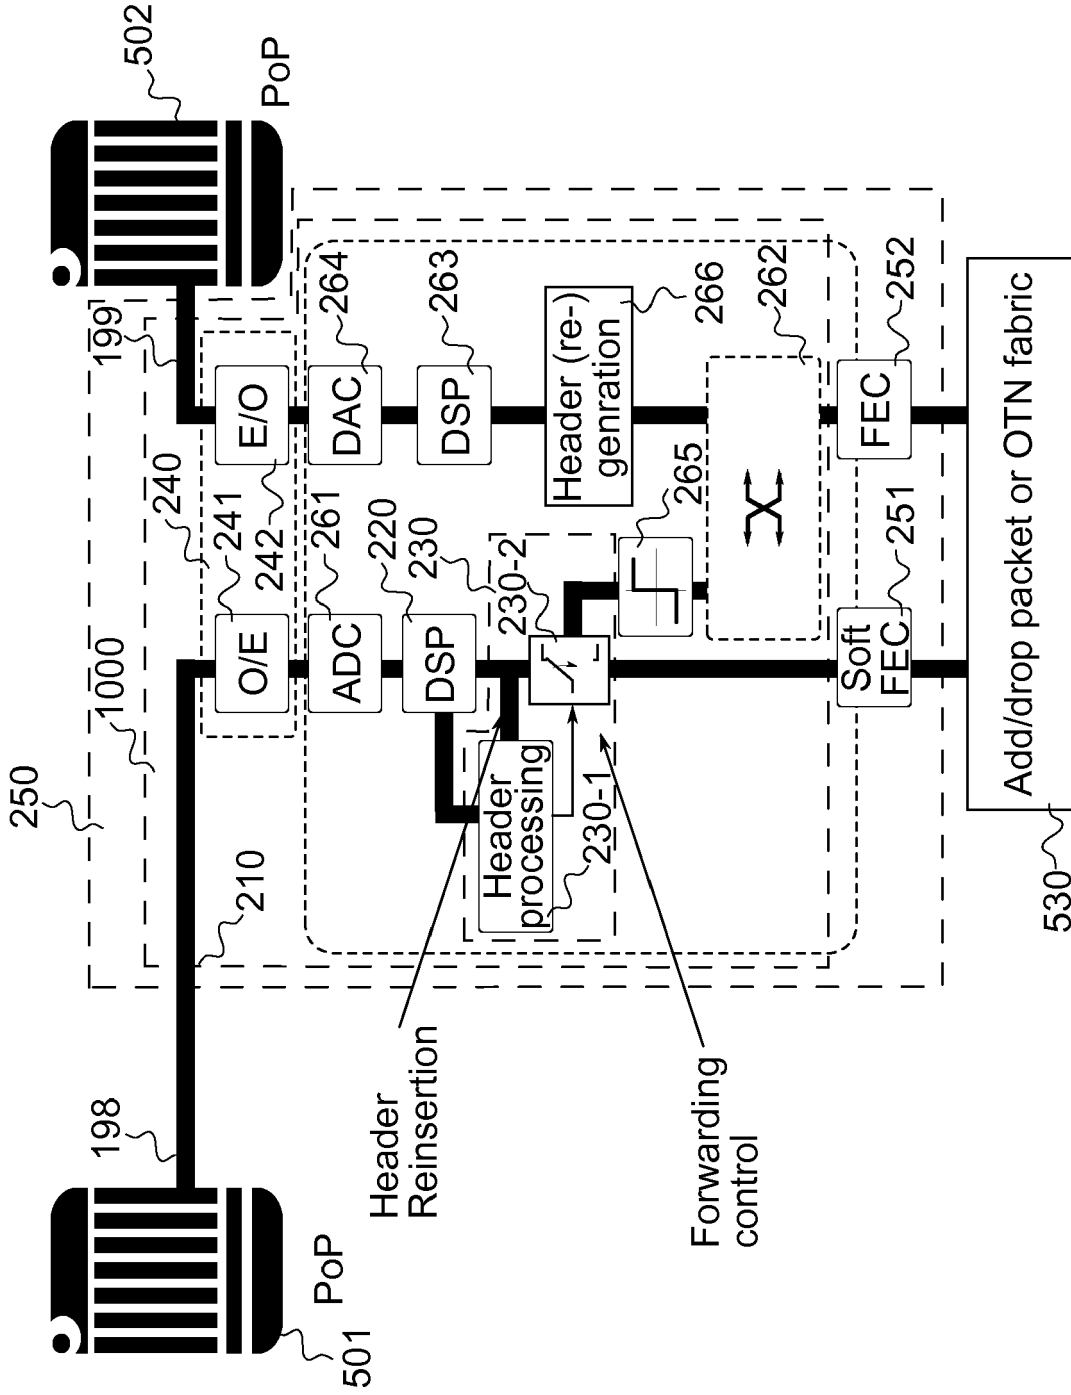 250
1000
198
199
502
240
241
210
O/E
E/O
242
PoP
PoP
501
261
264
ADC
DAC
220
263
Header
Reinsertion
230
DSP
DSP
230-2
Header
processing
230-1
Header (re-)
genration
265
266
Forwarding
control
262
Soft
FEC
FEC
251
252
Add/drop packet or OTN fabric
530